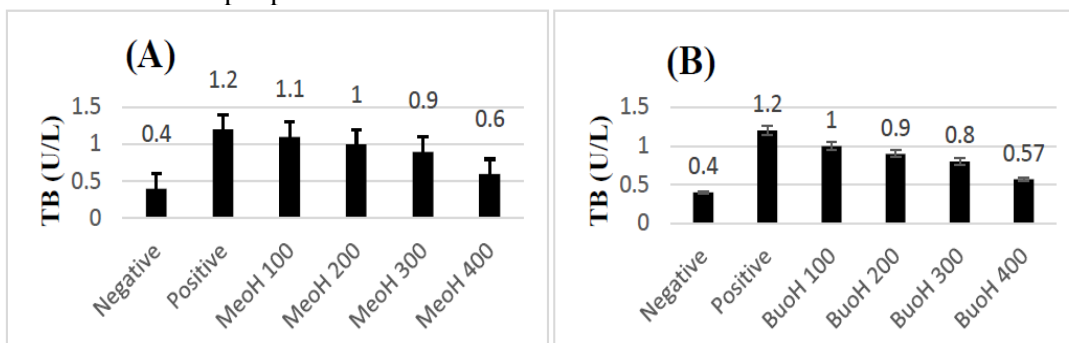 (A)
1.2
1.1
1
0.9
0.6
0.4
1.5
1
0.5
0
TB (U/L)
Negative
Positive
MeoH 100
MeoH 200
MeoH 300
MeoH 400
(B)
1.2
1
0.9
0.8
0.57
0.4
1.5
1
0.5
0
TB (U/L)
Negative
Positive
BuoH 100
BuoH 200
BuoH 300
BuoH 400